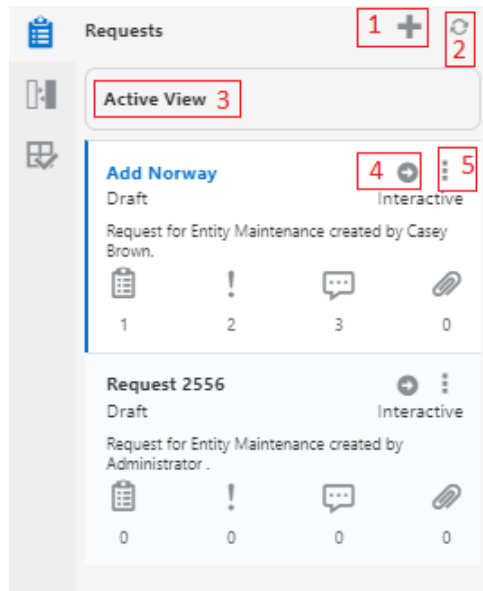 Requests
1
2
Active View 3
Add Norway
4
5
Draft
Interactive
Request for Entity Maintenance created by Casey
Brown.
1
2
3
0
Request 2556
Draft
Interactive
Request for Entity Maintenance created by
Administrator .
0
0
0
0